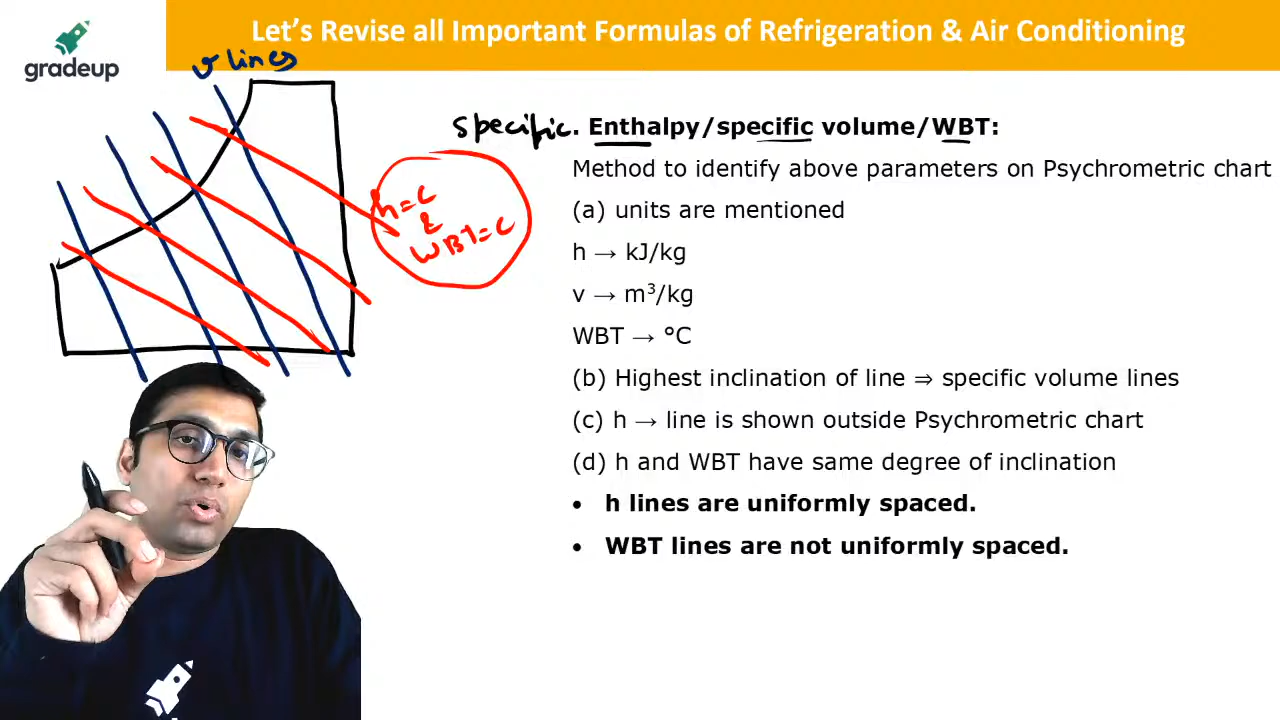 Let's Revise all Important Formulas of Refrigeration & Air Conditioning
gradeup
v lines
specific. Enthalpy/specific volume/WBT:
Method to identify above parameters on Psychrometric chart
(a) units are mentioned
h → kJ/kg
v → m³/kg
WBT → °C
(b) Highest inclination of line ⇒ specific volume lines
(c) h → line is shown outside Psychrometric chart
(d) h and WBT have same degree of inclination
• h lines are uniformly spaced.
• WBT lines are not uniformly spaced.
h=c
&
WBT=c